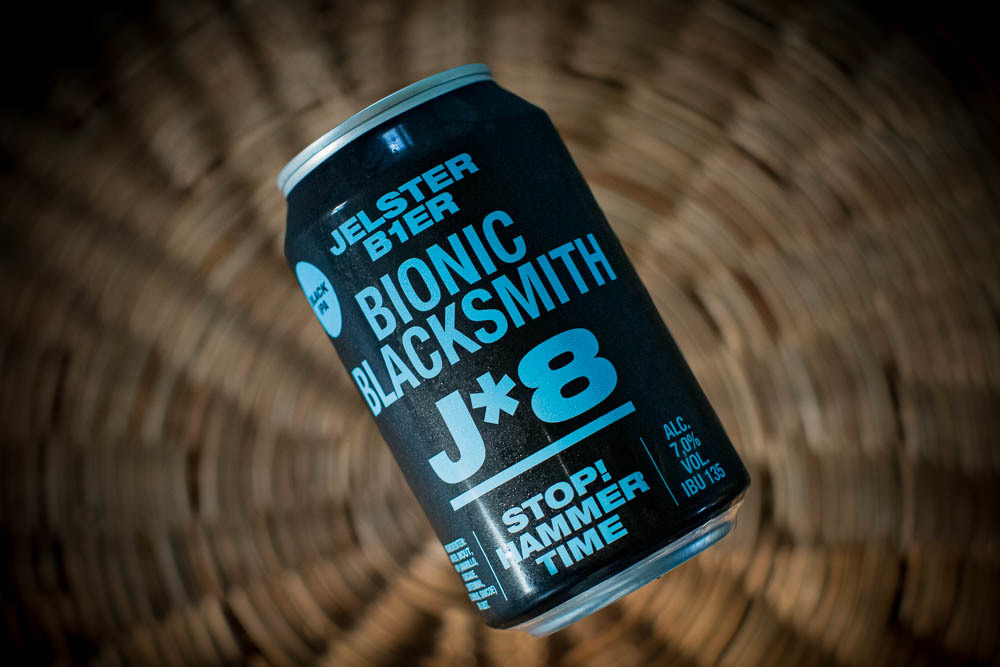 JELSTER
B1ER
BIONIC
BLACKSMITH
J*8
STOP!
HAMMER
TIME
ALC.
7,0%
VOL.
IBU 135
BLACK
IPA